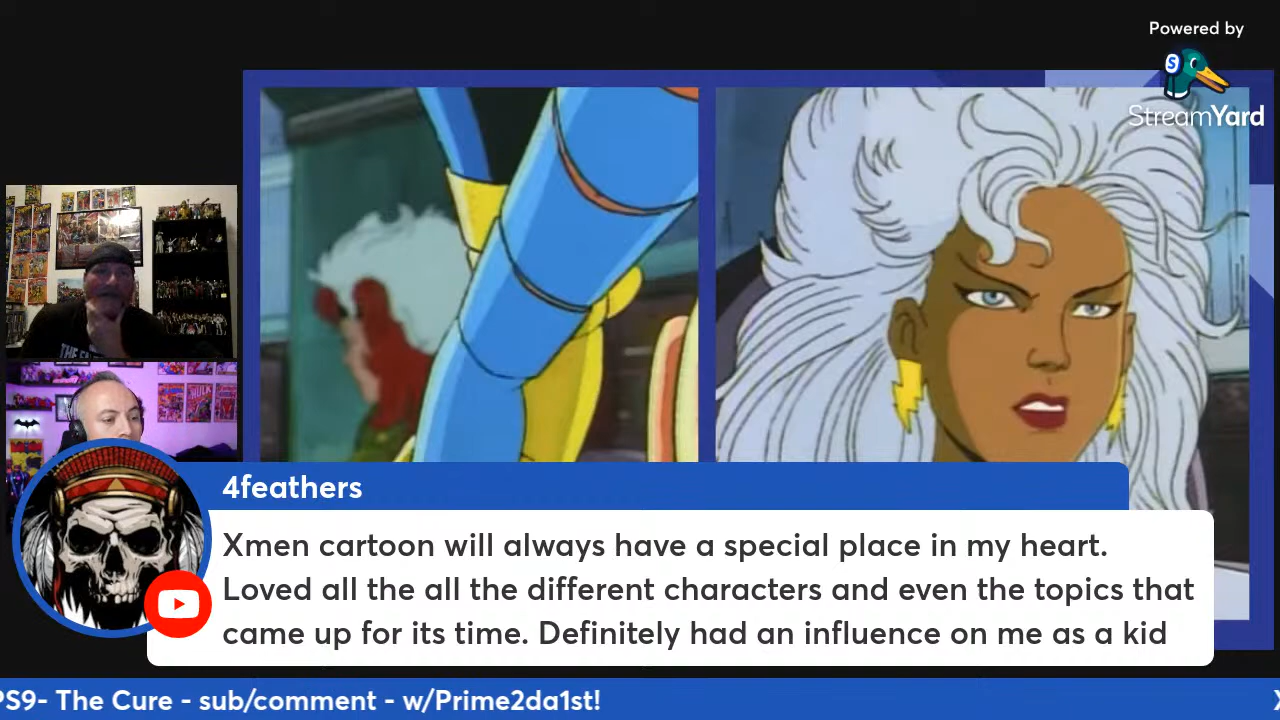 Powered by
StreamYard
4feathers
Xmen cartoon will always have a special place in my heart.
Loved all the all the different characters and even the topics that
came up for its time. Definitely had an influence on me as a kid
PS9- The Cure - sub/comment - w/Prime2da1st!